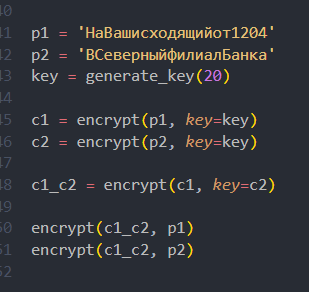 40
41 p1 = 'НаВашисходящийот1204'
42 p2 = 'ВСеверныйфилиалБанка'
43 key = generate_key(20)
44
45 c1 = encrypt(p1, key=key)
46 c2 = encrypt(p2, key=key)
47
48 c1_c2 = encrypt(c1, key=c2)
49
50 encrypt(c1_c2, p1)
51 encrypt(c1_c2, p2)
52